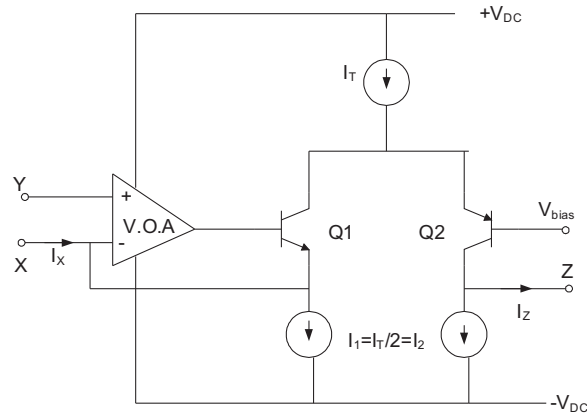 +V_DC
I_T
Y
+
V.O.A
-
X
I_X
Q1
Q2
V_bias
Z
I_Z
I_1=I_T/2=I_2
-V_DC